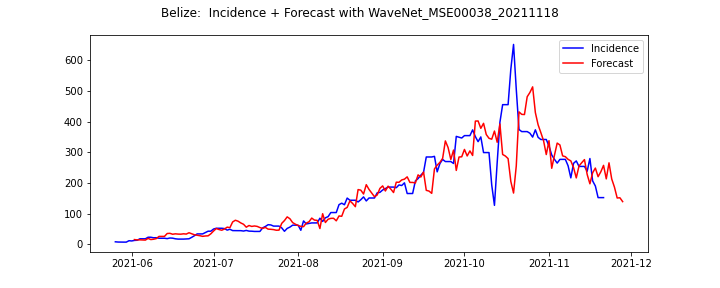 Belize:  Incidence + Forecast with WaveNet_MSE00038_20211118
Incidence
Forecast
600
500
400
300
200
100
0
2021-06 2021-07 2021-08 2021-09 2021-10 2021-11 2021-12